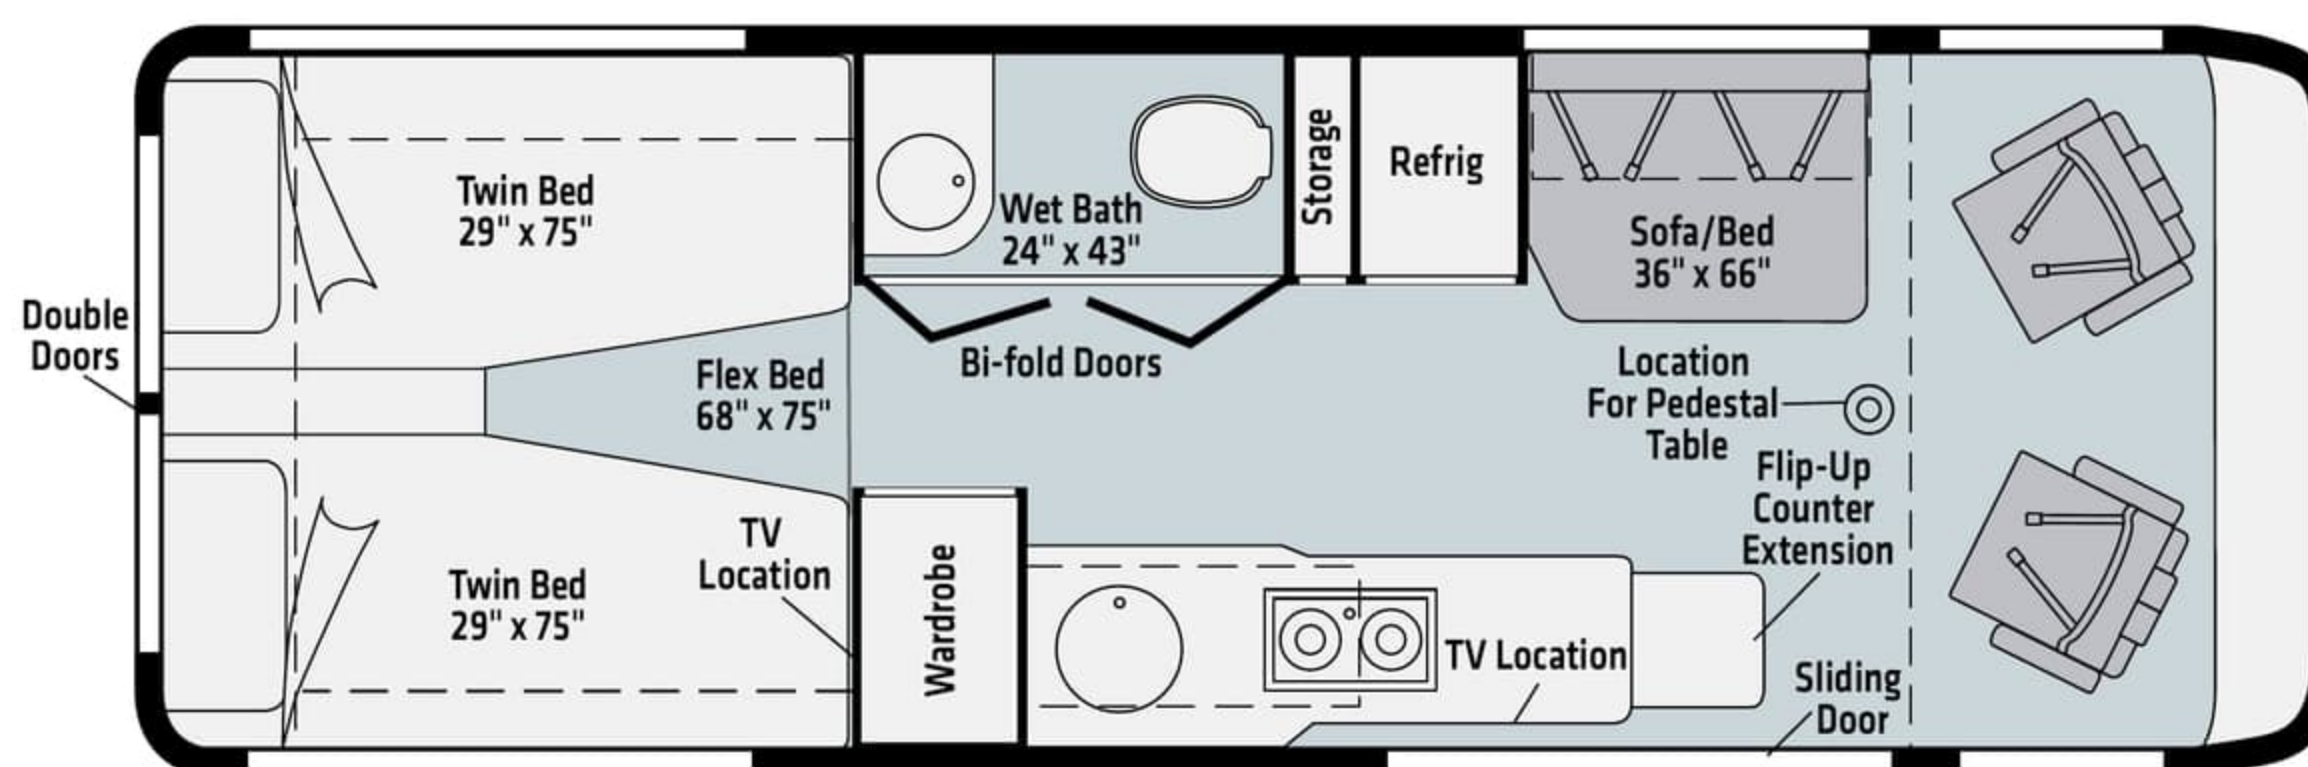 Twin Bed
29" x 75"
Double
Doors
Flex Bed
68" x 75"
Twin Bed
29" x 75"
TV
Location
Wardrobe
Wet Bath
24" x 43"
Bi-fold Doors
Storage
Refrig
Sofa/Bed
36" x 66"
Location
For Pedestal
Table
Flip-Up
Counter
Extension
TV Location
Sliding
Door